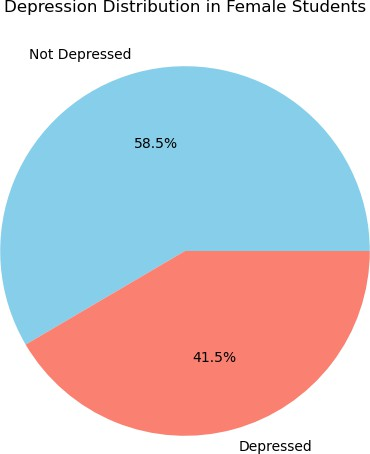 Depression Distribution in Female Students
Not Depressed
58.5%
41.5%
Depressed